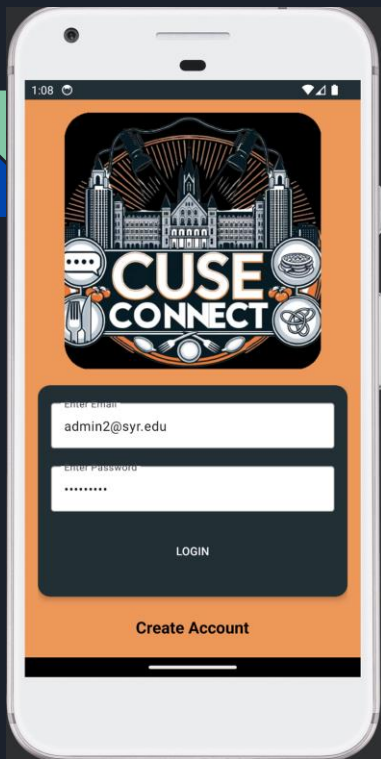 1:08
CUSE
CONNECT
Enter Email
admin2@syr.edu
Enter Password
•••••••••
LOGIN
Create Account